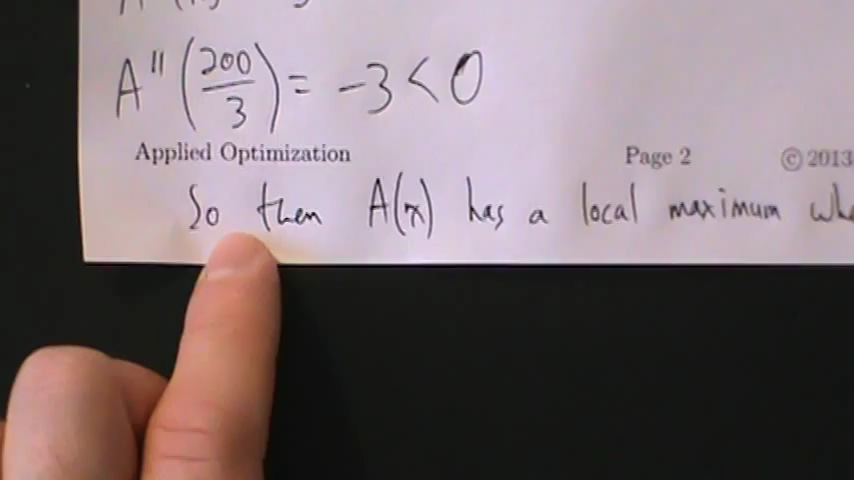 A''(200/3) = -3 < 0
Applied Optimization Page 2 © 2013
So then A(x) has a local maximum